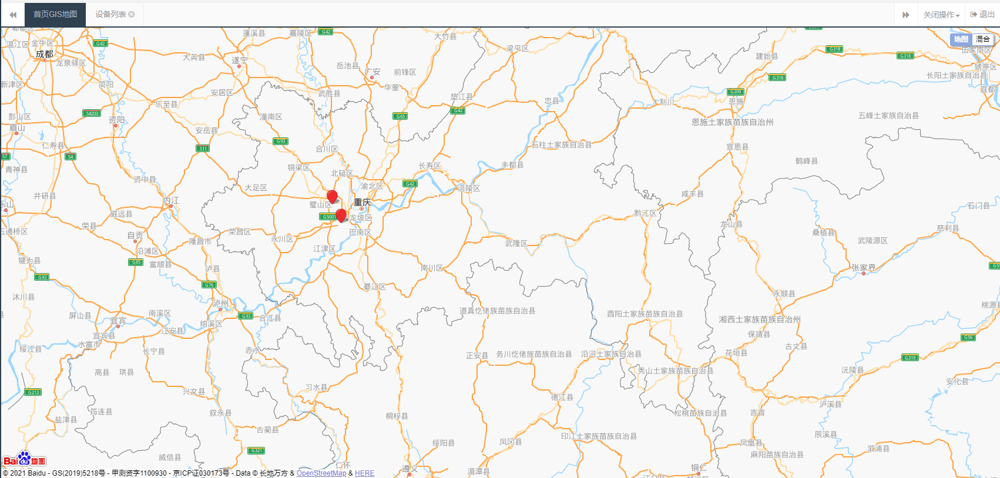 首页GIS地图
设备列表
关闭操作
退出
地图
混合
郫都区
温江区
金牛区
成都
龙泉驿区
新津区
简阳
G42
蓬溪县
嘉陵区
G42
大英县
遂宁
岳池县
广安
前锋区
大竹县
梁平区
G318
G318
G318
建始县
伍家岗区
猇亭区
长阳土家族自治县
宜都
安居区
武胜县
华蓥
垫江县
忠县
利川
G209
恩施
恩施土家族苗族自治州
五峰土家族自治县
乐至县
S4203
彭山区
眉山
资阳
潼南区
G65
G42
安岳县
G93
仁寿县
S11
合川区
石柱土家族自治县
宣恩县
鹤峰县
S7
S4
青神县
资中县
铜梁区
北碚区
长寿区
丰都县
大足区
渝北区
G42
涪陵区
咸丰县
井研县
内江
璧山区
重庆
乐山
威远县
G5001
龙坡区
黔江区
石门县
五通桥区
荣县
自贡
隆昌市
荣昌区
永川区
巴南区
江津区
武隆区
龙山县
桑植县
武陵源区
慈利县
犍为县
沿滩区
G85
富顺县
泸县
南川区
张家界
G93
G76
綦江区
永顺县
沐川县
泸州
道真仡佬族苗族自治县
酉阳土家族苗族自治县
湘西土家族苗族自治州
桃源县
屏山县
宜宾
南溪区
纳溪区
G93
合江县
宜宾县
江安县
保靖县
G56
水富市
绥江县
长宁县
赤水
正安县
务川仡佬族苗族自治县
沿河土家族自治县
花垣县
古丈县
G319
高县
珙县
秀山土家族苗族自治县
沅陵县
安化县
G213
兴文县
习水县
德江县
泸溪县
筠连县
叙永县
桐梓县
松桃苗族自治县
吉首
盐津县
古蔺县
绥阳县
凤冈县
印江土家族苗族自治县
辰溪县
凤凰县
G321
威信县
麻阳苗族自治县
溆浦县
仁怀
遵义
湄潭县
铜仁
Bai du 地图
© 2021 Baidu - GS(2019)5218号 - 甲测资字1100930 - 京ICP证030173号 - Data © 长地万方 & OpenStreetMap & HERE